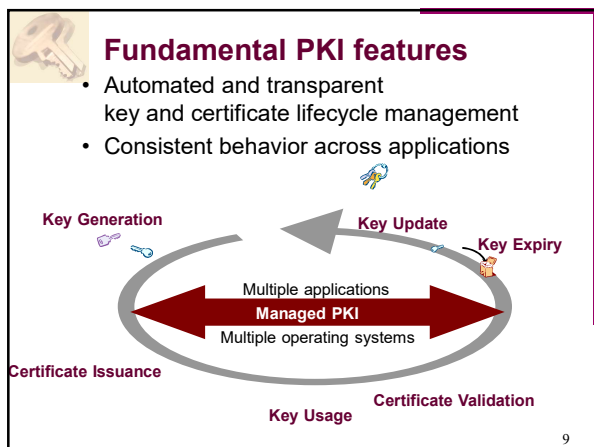 Fundamental PKI features
• Automated and transparent
key and certificate lifecycle management
• Consistent behavior across applications
Key Generation
Key Update
Key Expiry
Multiple applications
Managed PKI
Multiple operating systems
Certificate Issuance
Certificate Validation
Key Usage
9